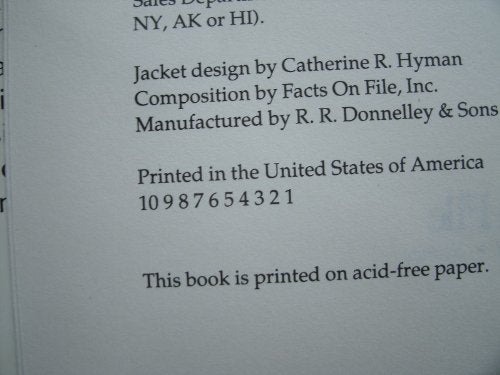 Sales Depart
NY, AK or HI).
Jacket design by Catherine R. Hyman
Composition by Facts On File, Inc.
Manufactured by R. R. Donnelley & Sons
Printed in the United States of America
10 9 8 7 6 5 4 3 2 1
This book is printed on acid-free paper.